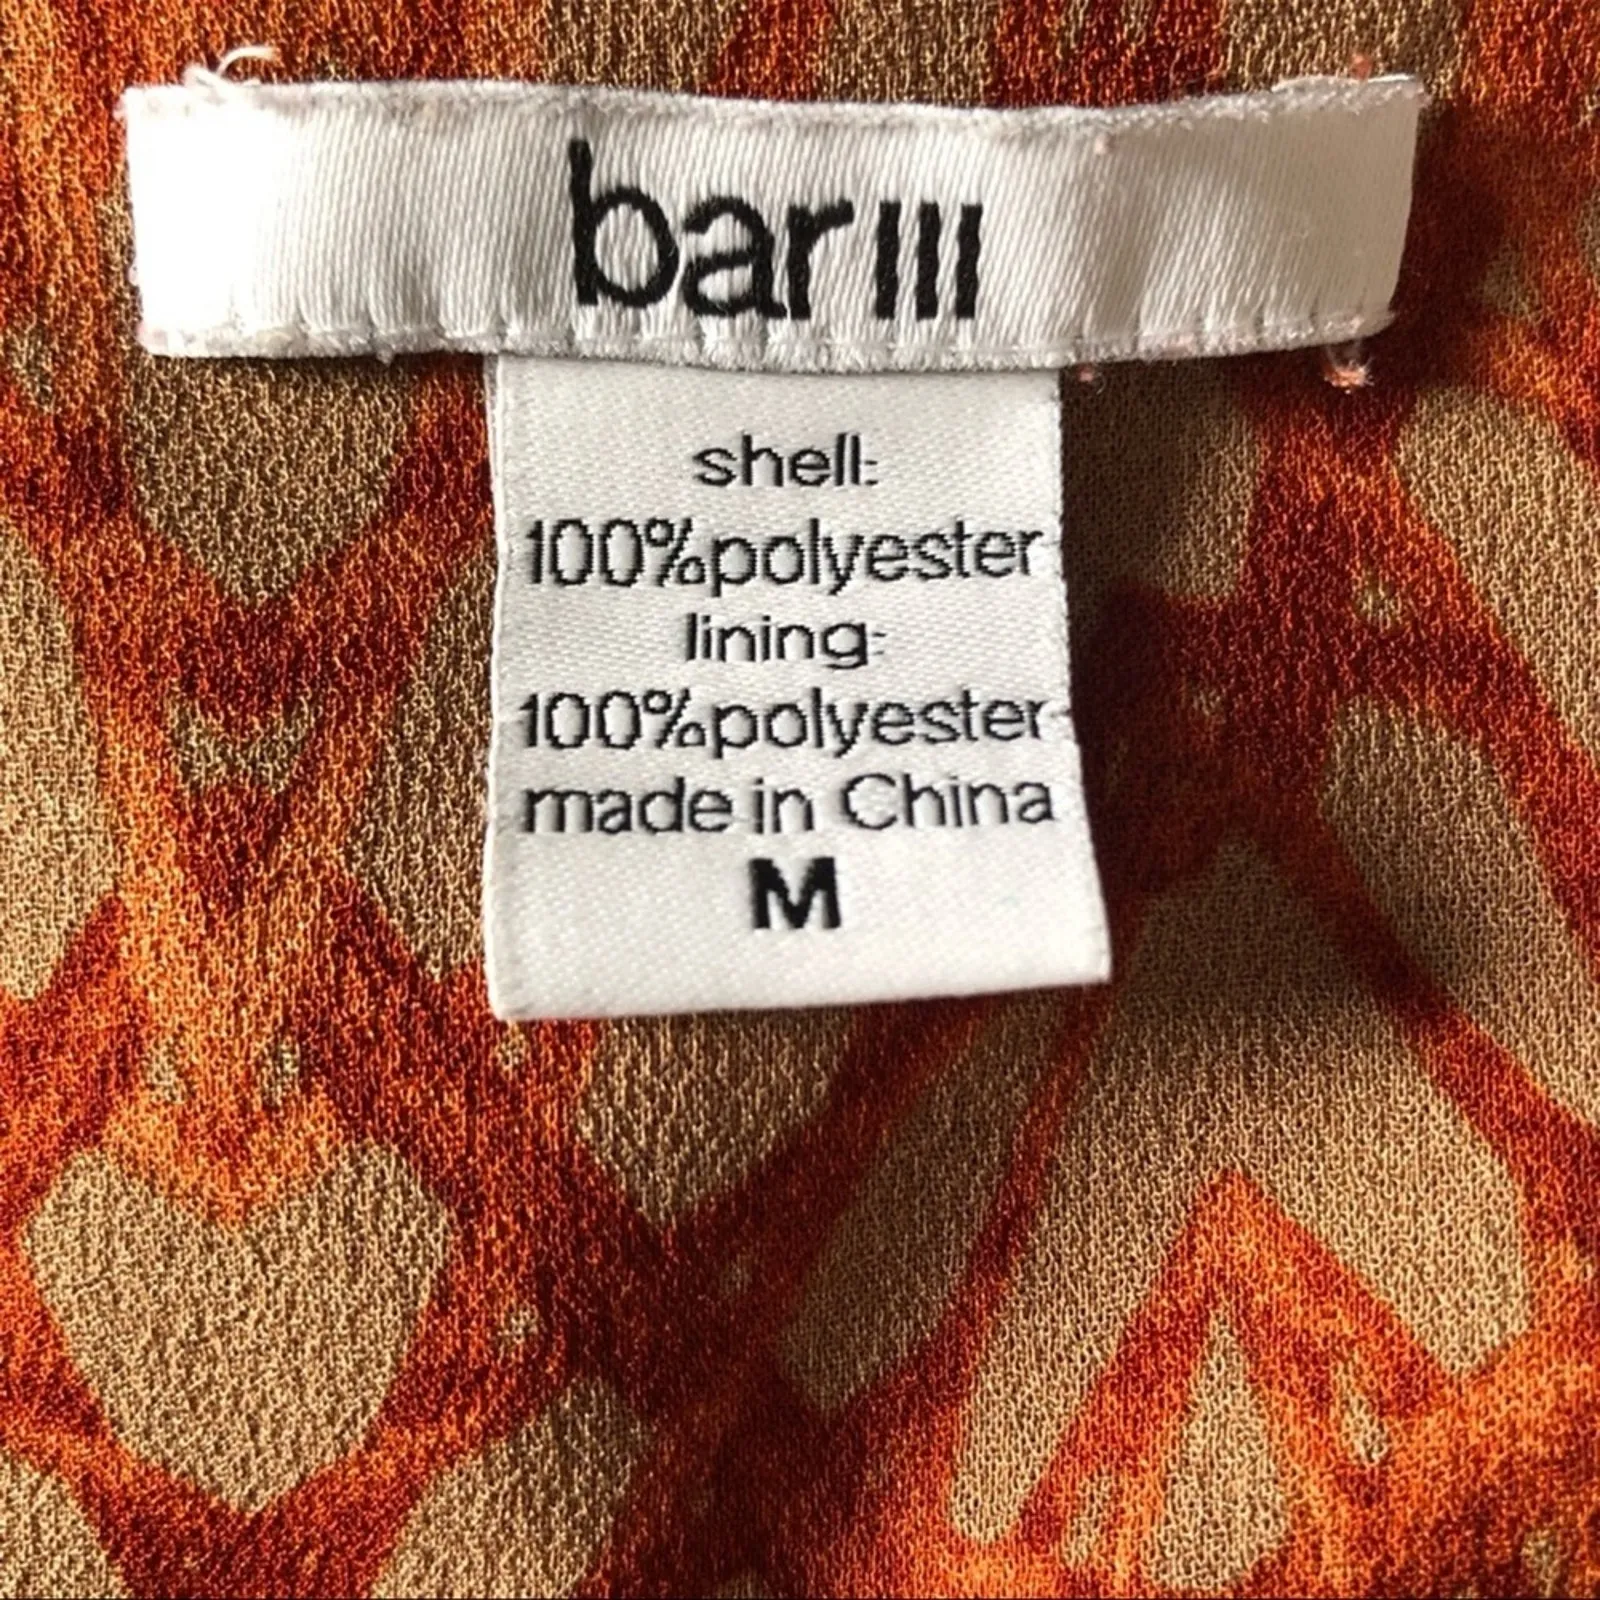 bar III
shell:
100%polyester
lining:
100%polyester
made in China
M